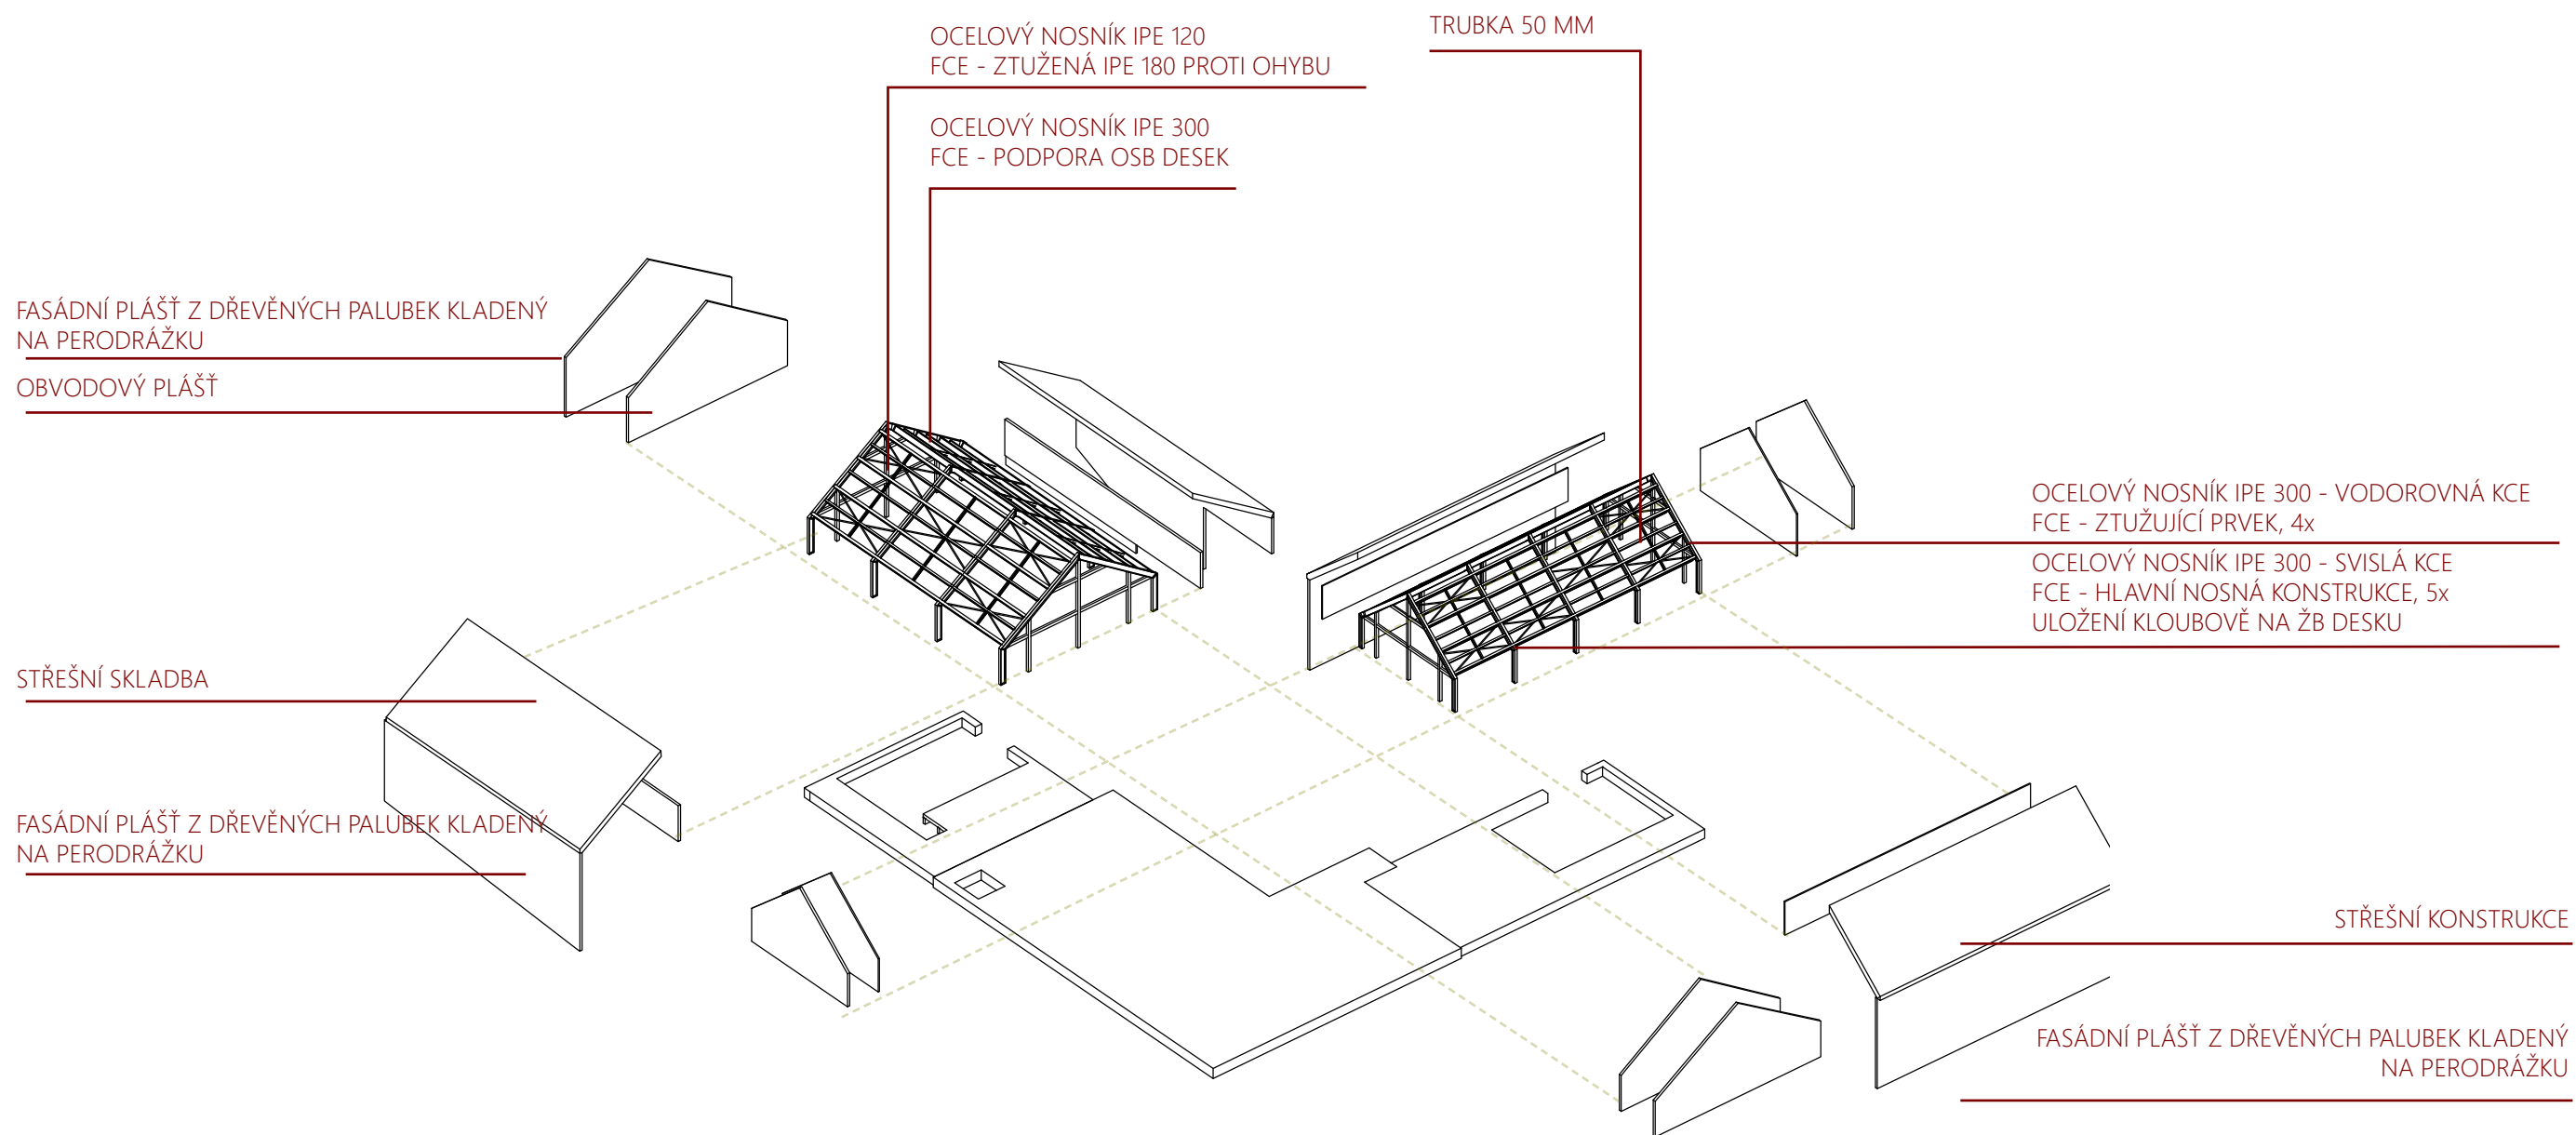 OCELOVÝ NOSNÍK IPE 120
FCE - ZTUŽENÁ IPE 180 PROTI OHYBU
OCELOVÝ NOSNÍK IPE 300
FCE - PODPORA OSB DESEK
TRUBKA 50 MM
FASÁDNÍ PLÁŠŤ Z DŘEVĚNÝCH PALUBEK KLADENÝ
NA PERODRÁŽKU
OBVODOVÝ PLÁŠŤ
OCELOVÝ NOSNÍK IPE 300 - VODOROVNÁ KCE
FCE - ZTUŽUJÍCÍ PRVEK, 4x
OCELOVÝ NOSNÍK IPE 300 - SVISLÁ KCE
FCE - HLAVNÍ NOSNÁ KONSTRUKCE, 5x
ULOŽENÍ KLOUBOVĚ NA ŽB DESKU
STŘEŠNÍ SKLADBA
FASÁDNÍ PLÁŠŤ Z DŘEVĚNÝCH PALUBEK KLADENÝ
NA PERODRÁŽKU
STŘEŠNÍ KONSTRUKCE
FASÁDNÍ PLÁŠŤ Z DŘEVĚNÝCH PALUBEK KLADENÝ
NA PERODRÁŽKU